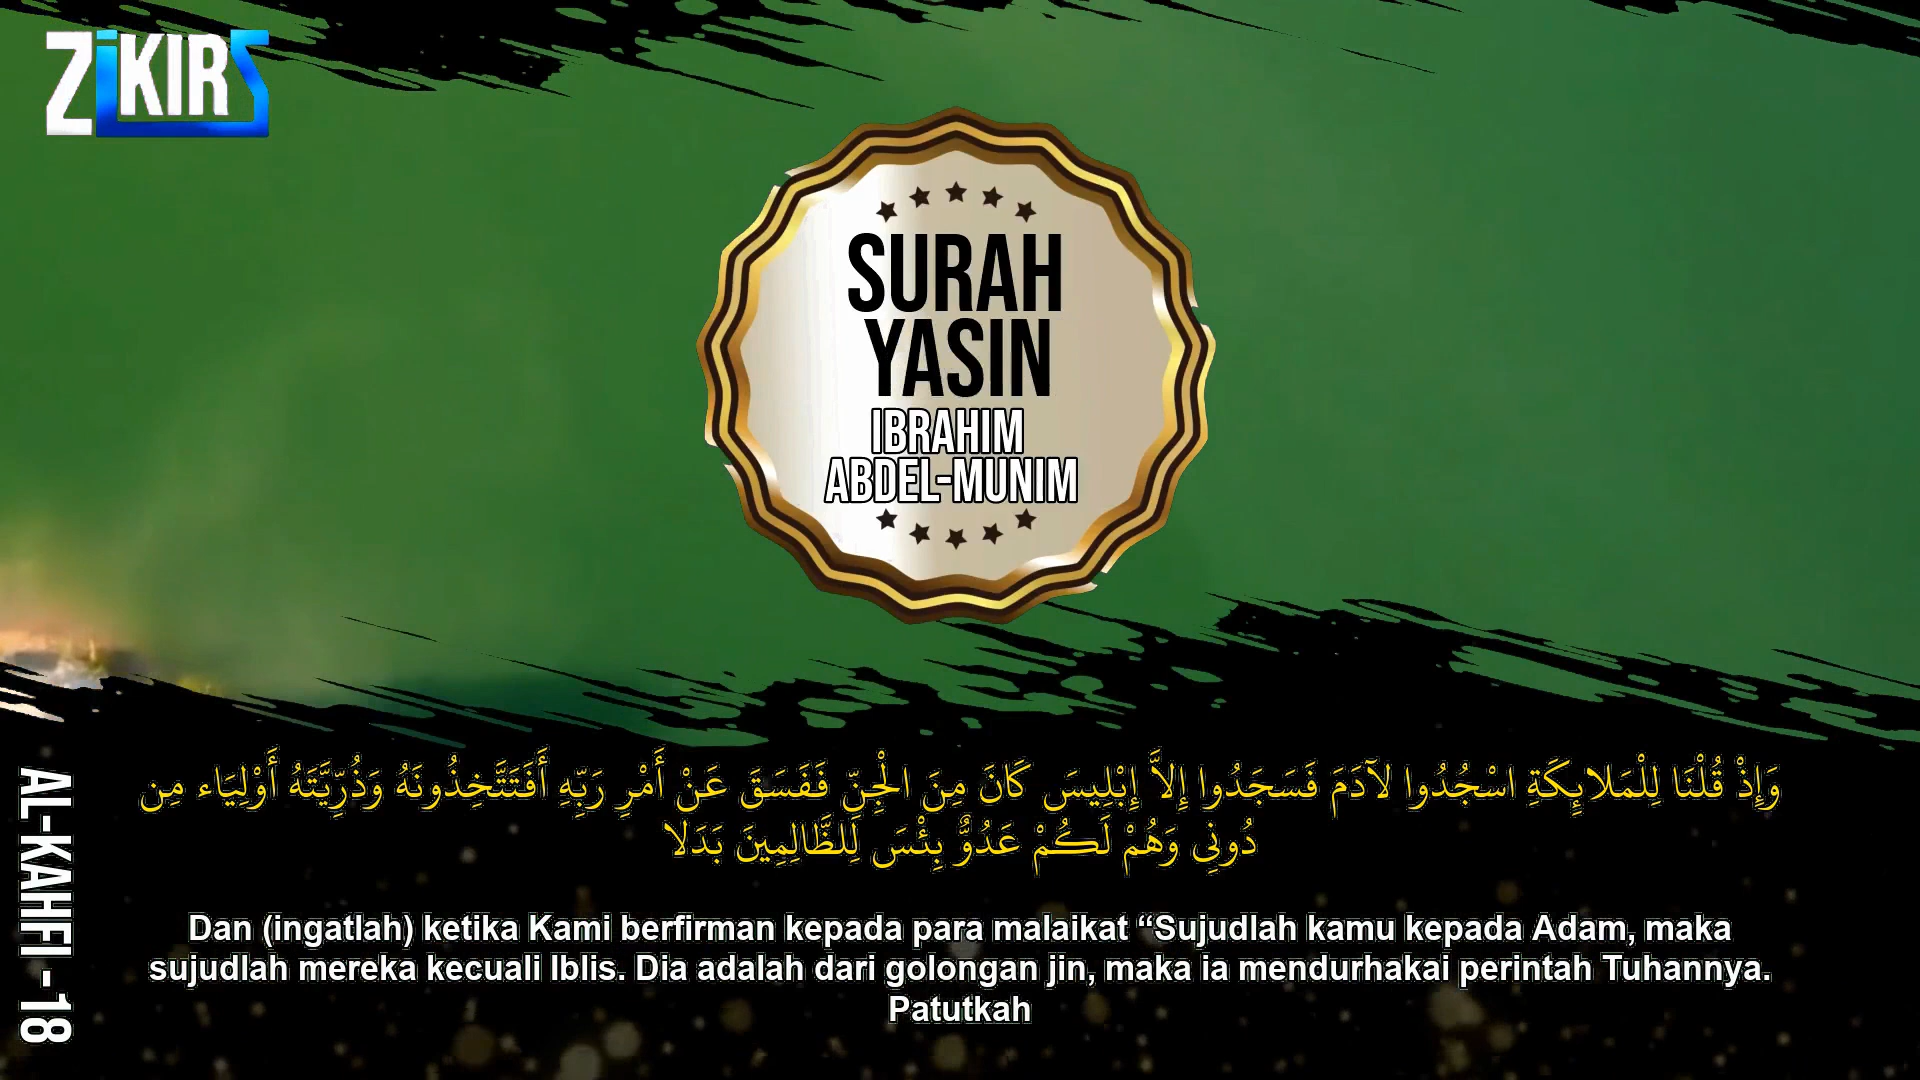 ZiKIRS
SURAH
YASIN
IBRAHIM
ABDEL-MUNIM
وَإِذْ قُلْنَا لِلْمَلائِكَةِ اسْجُدُوا لآدَمَ فَسَجَدُوا إِلاَّ إِبْلِيسَ كَانَ مِنَ الْجِنِّ فَفَسَقَ عَنْ أَمْرِ رَبِّهِ أَفَتَتَّخِذُونَهُ وَذُرِّيَّتَهُ أَوْلِيَاء مِن
دُونِي وَهُمْ لَكُمْ عَدُوٌّ بِئْسَ لِلظَّالِمِينَ بَدَلا
Dan (ingatlah) ketika Kami berfirman kepada para malaikat “Sujudlah kamu kepada Adam, maka
sujudlah mereka kecuali Iblis. Dia adalah dari golongan jin, maka ia mendurhakai perintah Tuhannya.
Patutkah
AL-KAHFI - 18